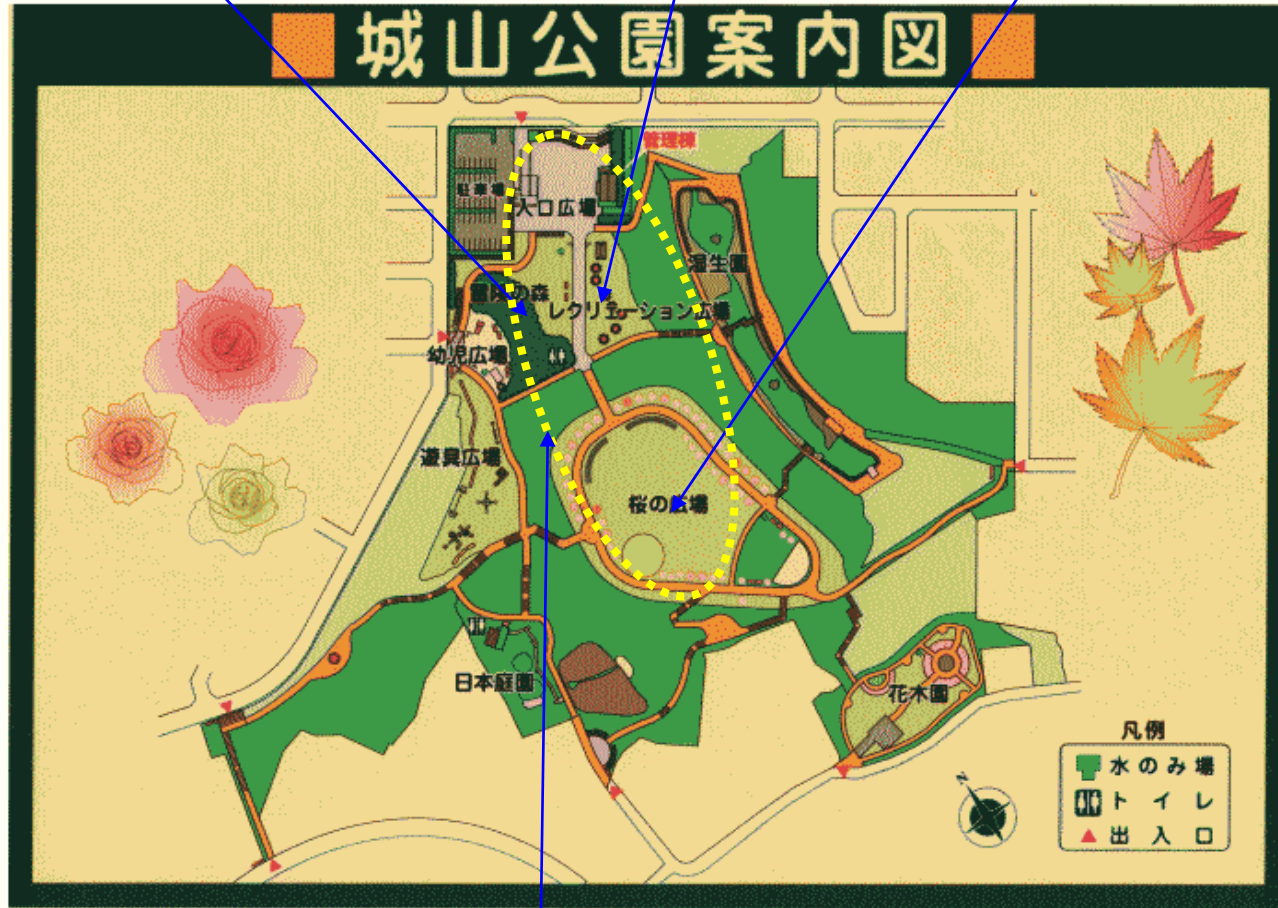 城山公園案内図
管理棟
駐車場
入口広場
湿生園
冒険の森
レクリエーション広場
幼児広場
遊具広場
桜の広場
日本庭園
花木園
N
凡例
水のみ場
トイレ
出入口